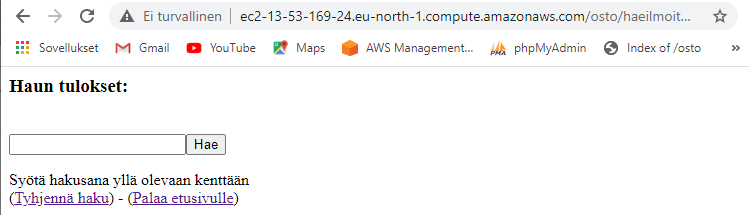 Ei turvallinen | ec2-13-53-169-24.eu-north-1.compute.amazonaws.com/osto/haeilmoit...
Sovellukset Gmail YouTube Maps AWS Management... phpMyAdmin Index of /osto »
Haun tulokset:
Hae
Syötä hakusana yllä olevaan kenttään
(Tyhjennä haku) - (Palaa etusivulle)